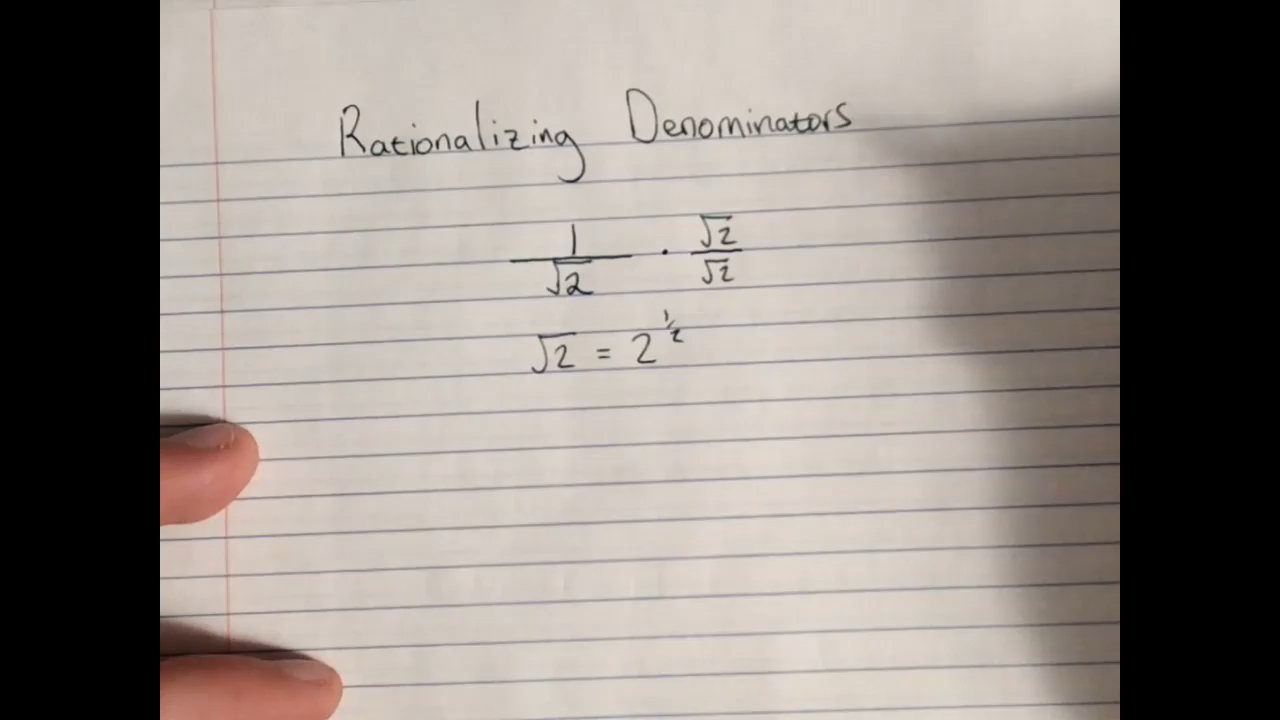 Rationalizing Denominators
1/√2 · √2/√2
√2 = 2^1/2